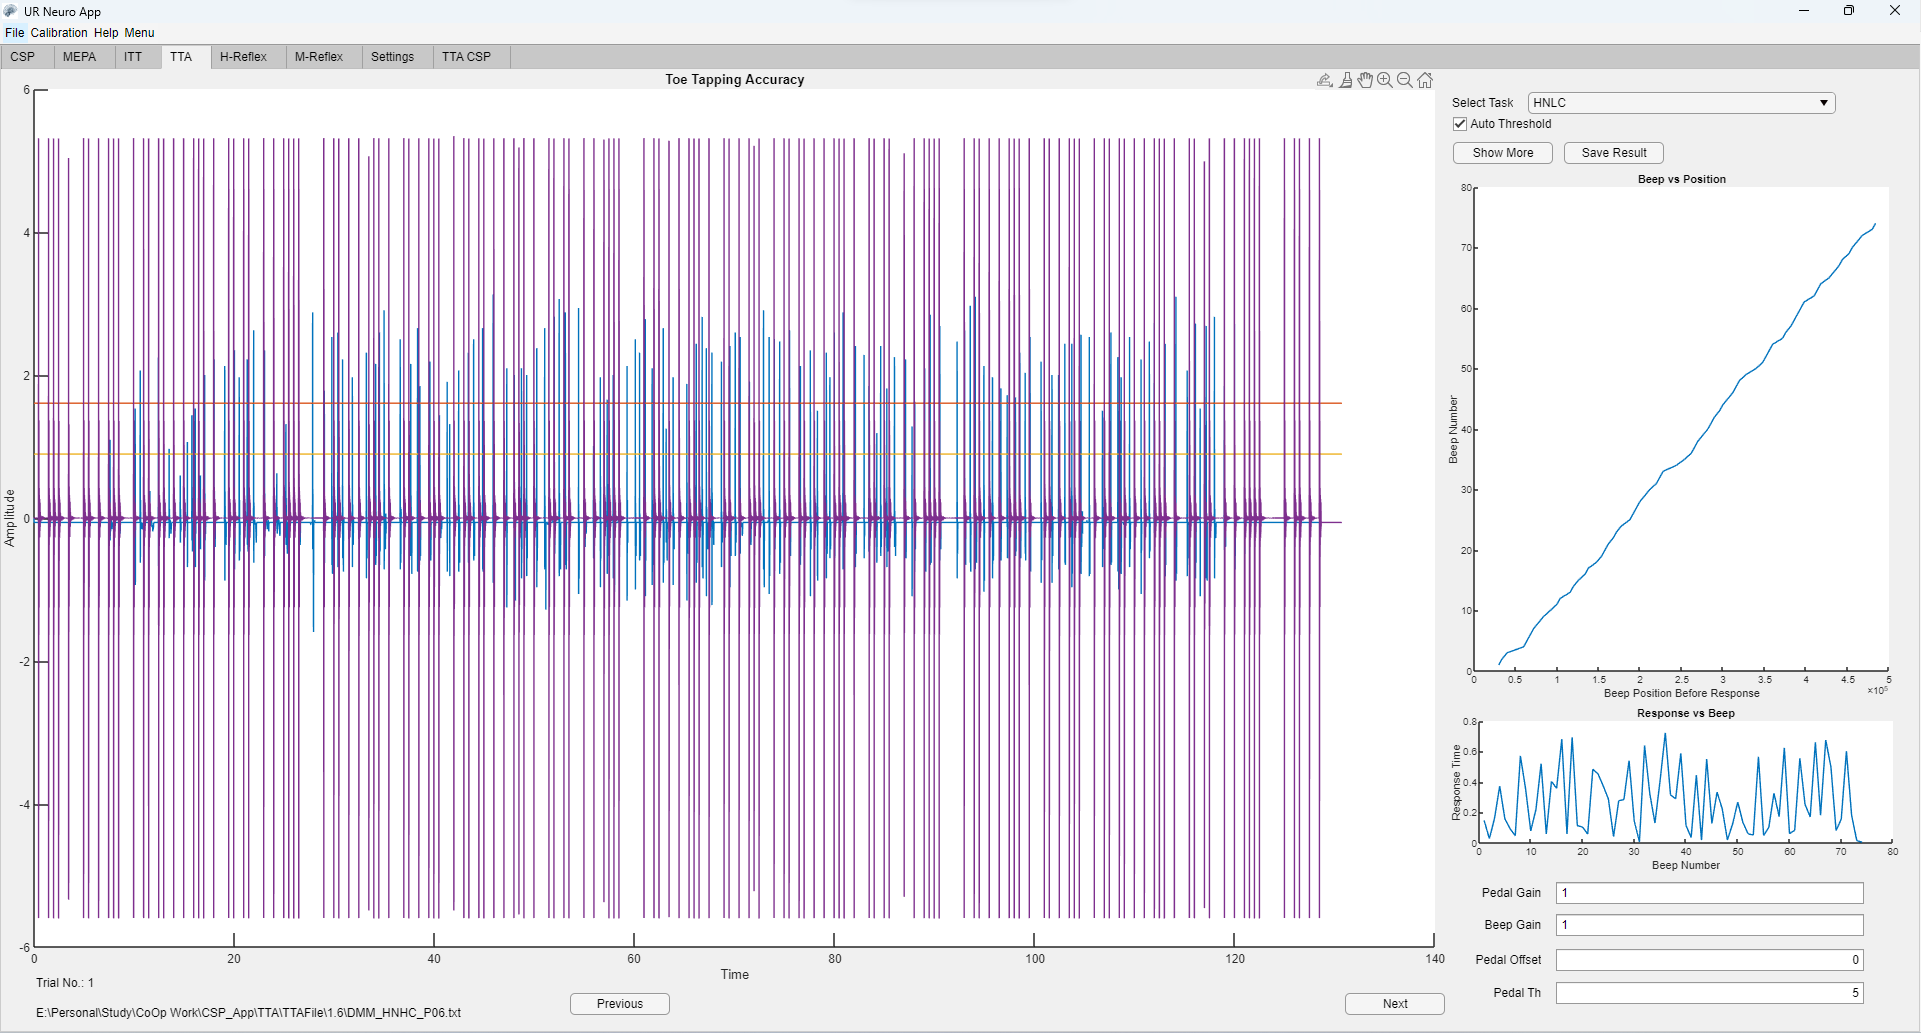 UR Neuro App
File Calibration Help Menu
CSP MEPA ITT TTA H-Reflex M-Reflex Settings TTA CSP
Toe Tapping Accuracy
6
4
2
0
-2
-4
-6
Amplitude
0 20 40 60 80 100 120 140
Time
Trial No.: 1
E:\Personal\Study\CoOp Work\CSP_App\TTA\TTAFile\1.6\DMM_HNHC_P06.txt
Previous
Next
Select Task HNLC
Auto Threshold
Show More Save Result
Beep vs Position
80
70
60
50
40
30
20
10
0
Beep Number
0 0.5 1 1.5 2 2.5 3 3.5 4 4.5 5
Beep Position Before Response ×10⁵
Response vs Beep
0.8
0.6
0.4
0.2
0
Response Time
0 10 20 30 40 50 60 70 80
Beep Number
Pedal Gain 1
Beep Gain 1
Pedal Offset 0
Pedal Th 5